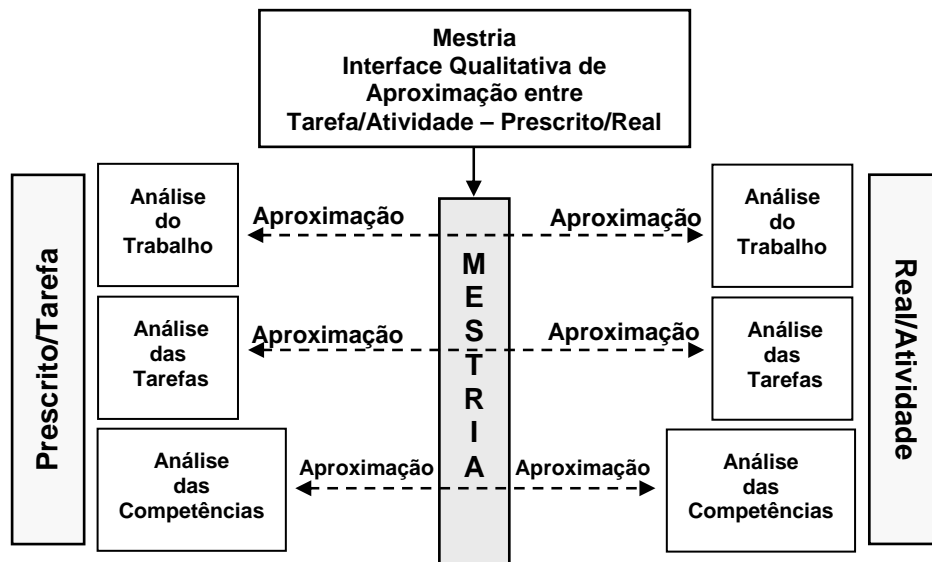 Mestria
Interface Qualitativa de
Aproximação entre
Tarefa/Atividade – Prescrito/Real
Prescrito/Tarefa
Análise
do
Trabalho
Aproximação
Aproximação
Análise
do
Trabalho
Análise
das
Tarefas
Aproximação
Aproximação
Análise
das
Tarefas
Análise
das
Competências
Aproximação
Aproximação
Análise
das
Competências
M
E
S
T
R
I
A
Real/Atividade